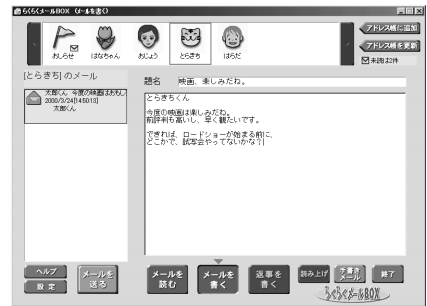 らくらくメールBOX (メールを書く)
おしらせ
はなちゃん
おじょう
とらきち
はらだ
アドレス帳に追加
アドレス帳を更新
未読は2件
[とらきち]のメール
題名 映画、楽しみだね。
太郎くん 今度の映画はおもし
2000/3/24[14:50:13]
太郎くん
とらきちくん
今度の映画は楽しみだね。
前評判も高いし、早く観たいです。
できれば、ロードショーが始まる前に、
どこかで、試写会やってないかな?
ヘルプ
設定
メールを
送る
メールを
読む
メールを
書く
返事を
書く
読み上げ
手書き
メール
終了
らくらくメールBOX